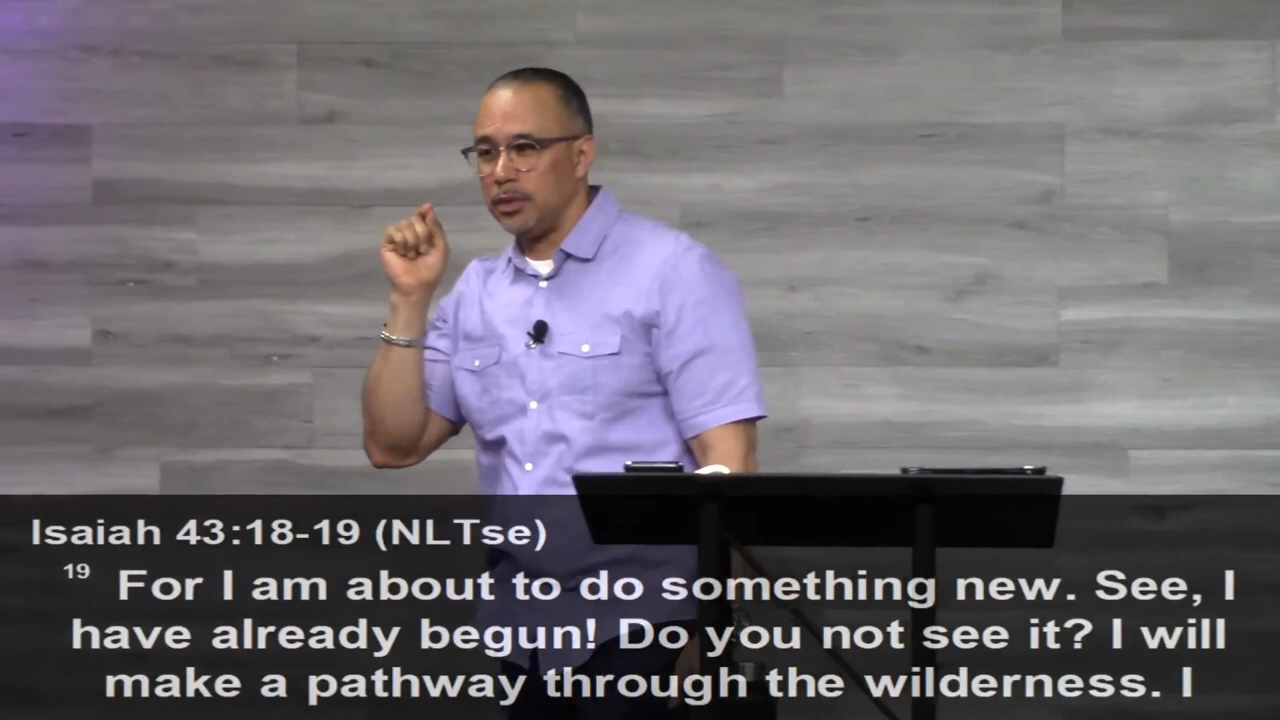 Isaiah 43:18-19 (NLTse)
19 For I am about to do something new. See, I
have already begun! Do you not see it? I will
make a pathway through the wilderness. I